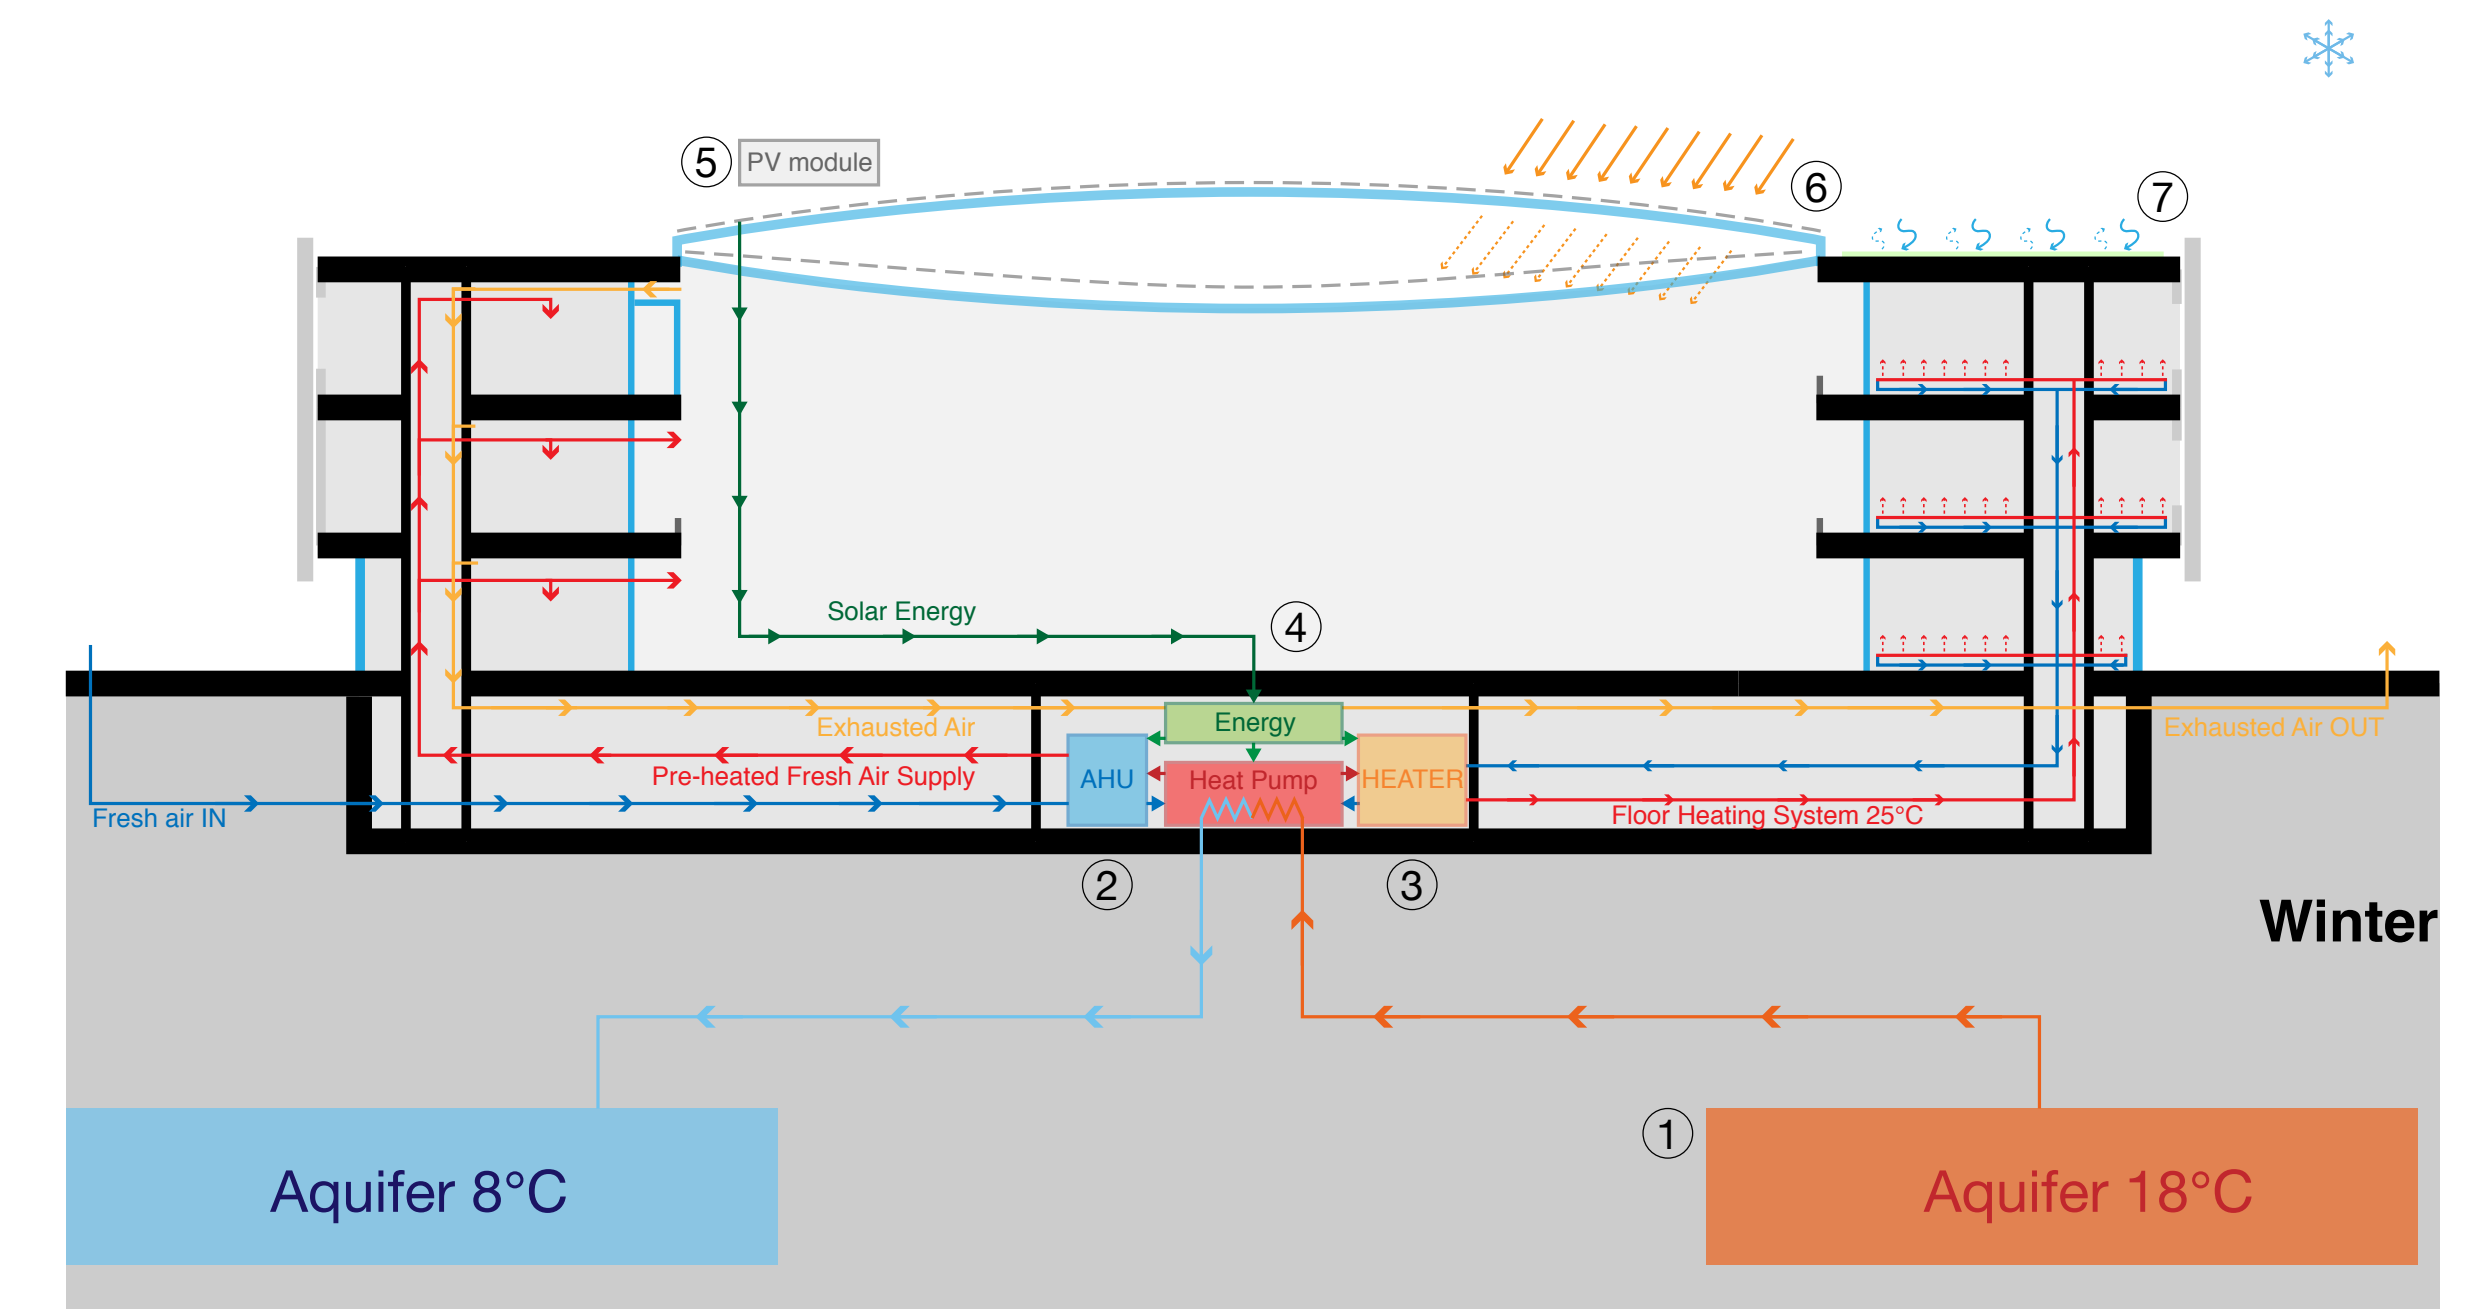 5
PV module
6
7
Solar Energy
4
Energy
Exhausted Air
Exhausted Air OUT
Pre-heated Fresh Air Supply
AHU
Heat Pump
HEATER
Fresh air IN
Floor Heating System 25°C
2
3
Winter
1
Aquifer 8°C
Aquifer 18°C